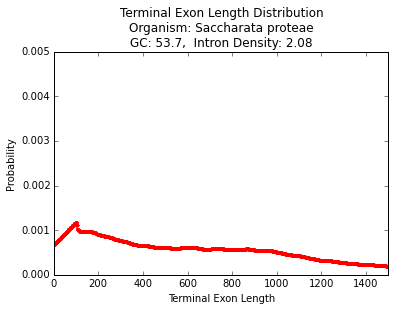 Terminal Exon Length Distribution
Organism: Saccharata proteae
GC: 53.7,  Intron Density: 2.08
0.005
0.004
0.003
0.002
0.001
0.000
Probability
0 200 400 600 800 1000 1200 1400
Terminal Exon Length